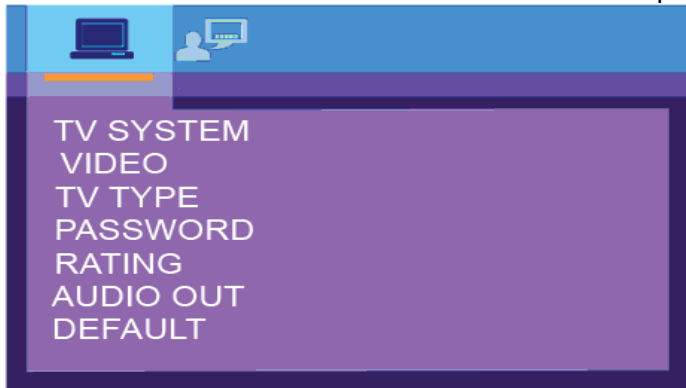 TV SYSTEM
VIDEO
TV TYPE
PASSWORD
RATING
AUDIO OUT
DEFAULT